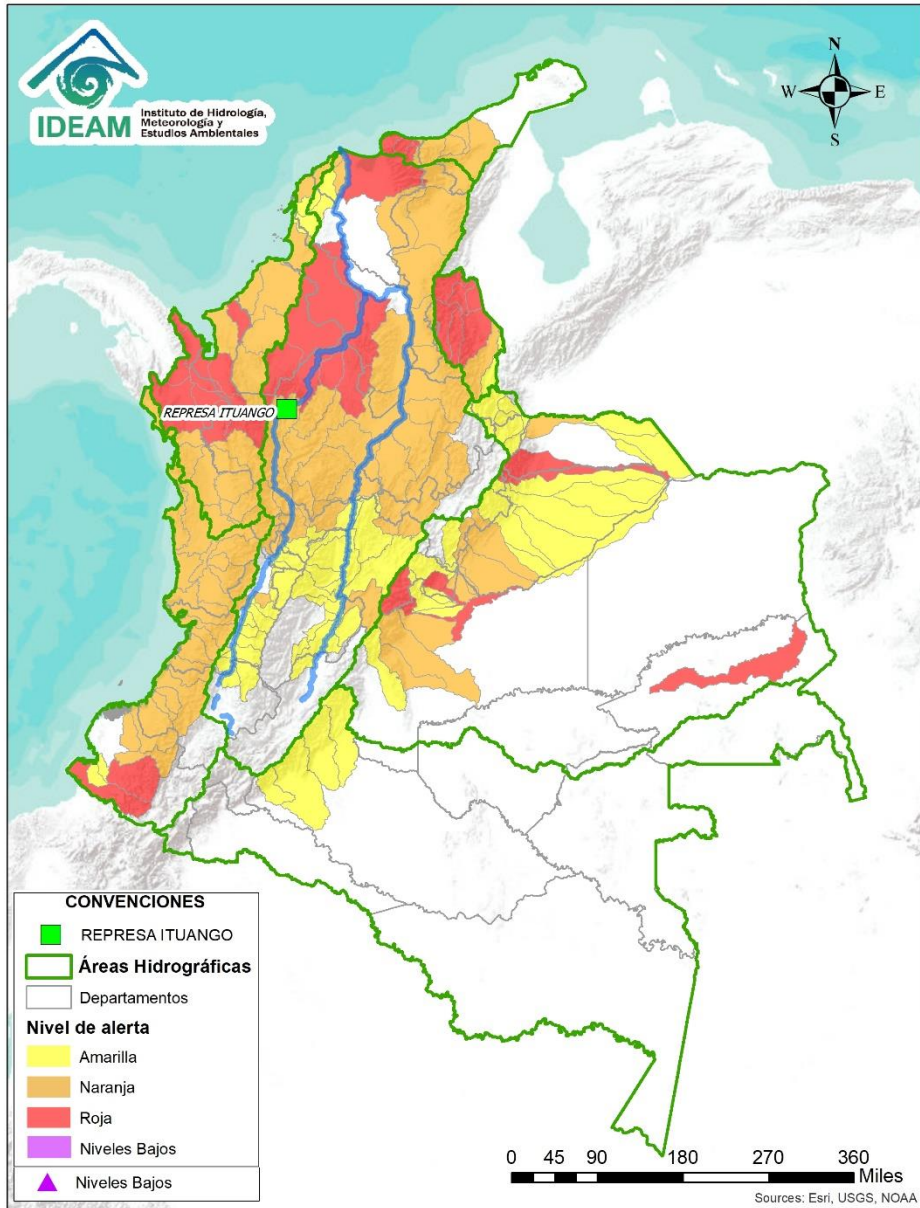 IDEAM
Instituto de Hidrología,
Meteorología y
Estudios Ambientales
N
W E
S
REPRESA ITUANGO
CONVENCIONES
REPRESA ITUANGO
Áreas Hidrográficas
Departamentos
Nivel de alerta
Amarilla
Naranja
Roja
Niveles Bajos
Niveles Bajos
0 45 90 180 270 360
Miles
Sources: Esri, USGS, NOAA